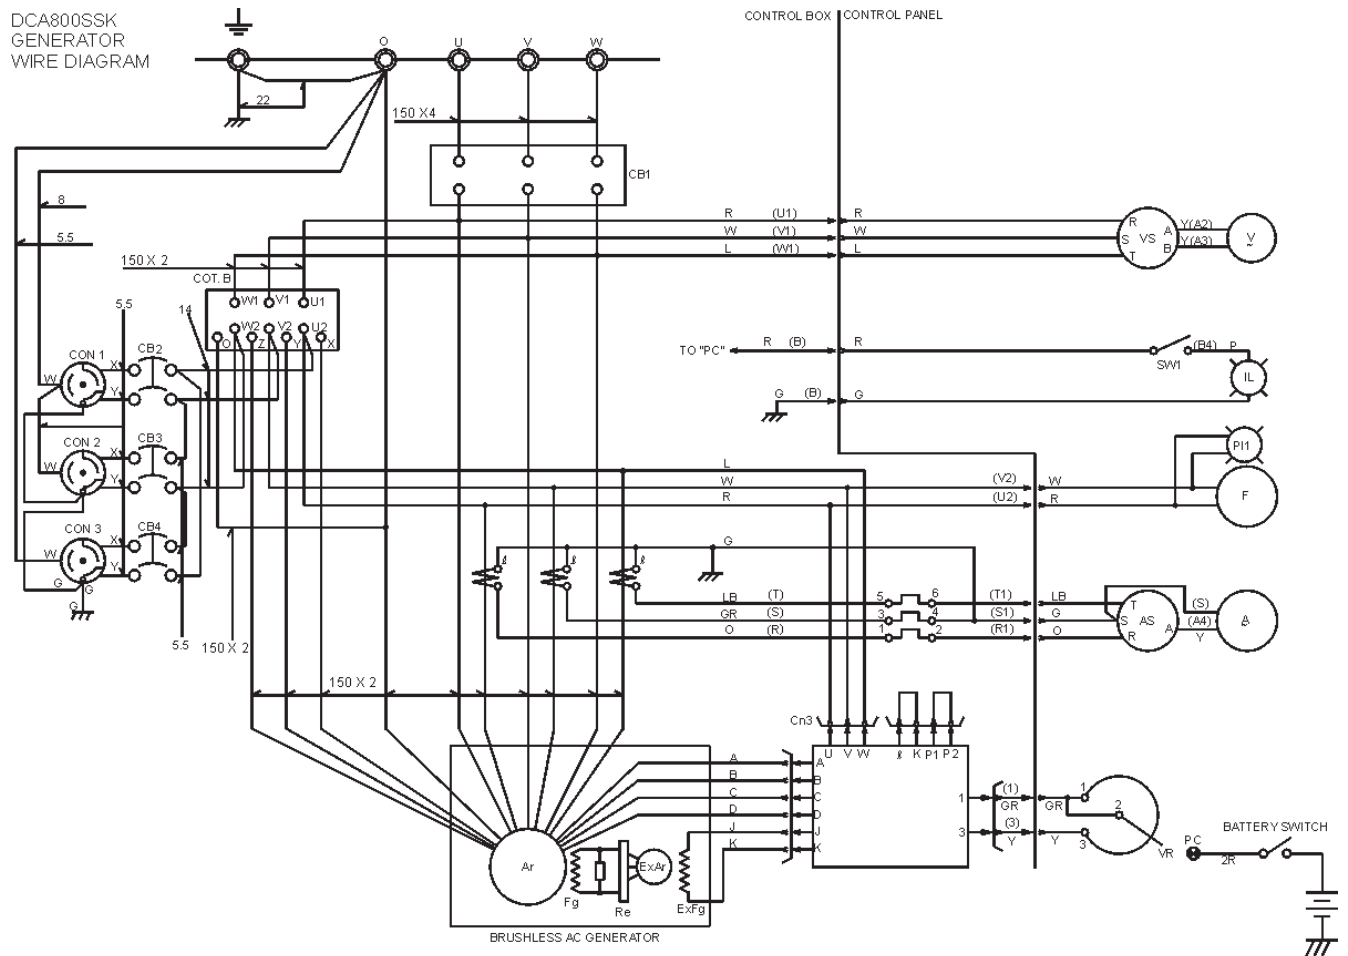 DCA800SSK
GENERATOR
WIRE DIAGRAM
CONTROL BOX
CONTROL PANEL
O
U
V
W
22
150 X4
CB1
8
5.5
150 X 2
COT. B
R (U1) R
W (V1) W
L (W1) L
R
S VS A
T B
Y(A2)
Y(A3)
V
W1 V1 U1
W2 V2 U2
O Z Y X
5.5
14
CON 1
CB2
X
W
Y
TO "PC"
R (B) R
(B4) P
SW1
IL
G (B) G
CON 2
CB3
X
W
Y
PI1
L
W (V2) W
R (U2) R
F
CON 3
CB4
X
W
Y
G G
G
G
ℓ ℓ ℓ
LB (T) 5 6 (T1) LB
GR (S) 3 4 (S1) G
O (R) 1 2 (R1) O
T
S AS
R A
(S)
(A4)
Y
A
5.5
150 X 2
150 X 2
Cn3
U V W ℓ K P1 P2
A A
B B
C C
D D
J J
K K
1 (1)
GR GR
3 (3)
Y Y
1
2
3
VR
PC
2R
BATTERY SWITCH
Ar
Fg
Re
ExAr
ExFg
BRUSHLESS AC GENERATOR